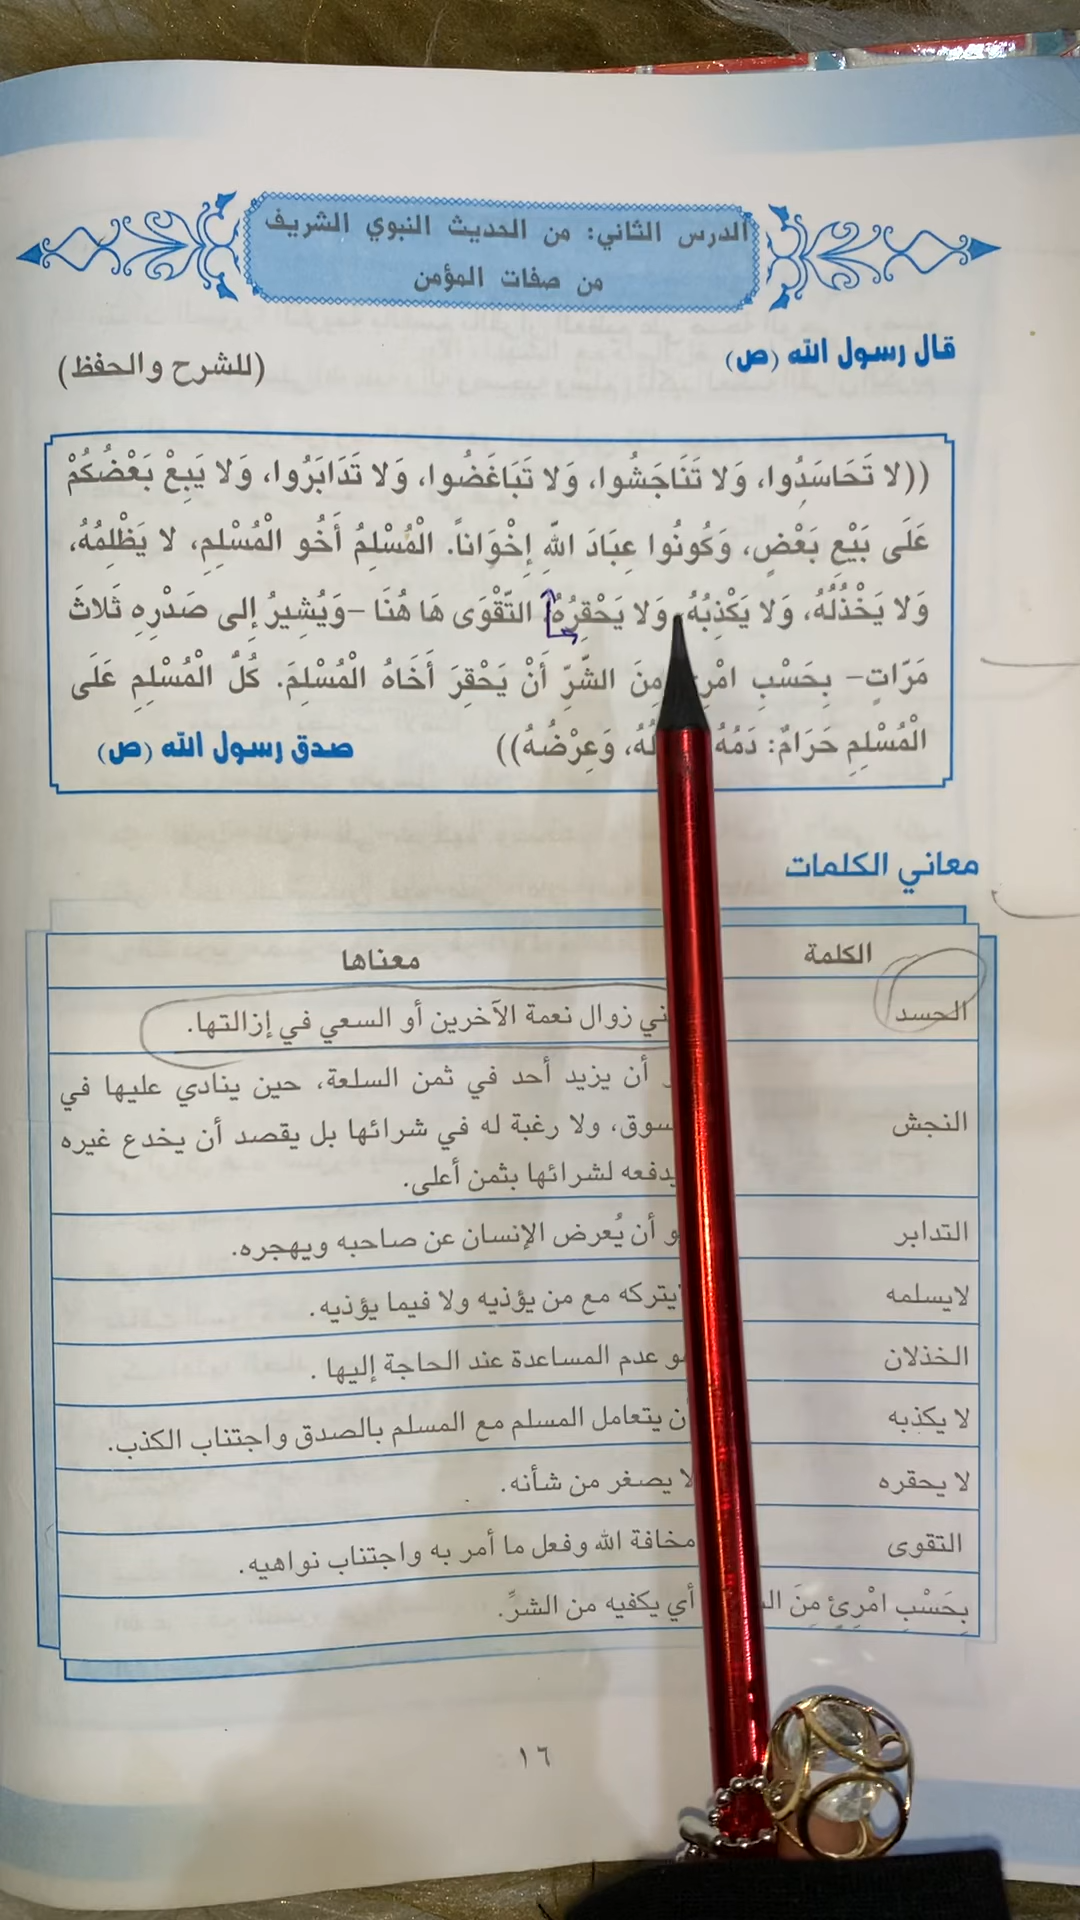 الدرس الثاني: من الحديث النبوي الشريف
من صفات المؤمن
قال رسول الله (ص)
(للشرح والحفظ)
((لا تَحَاسَدُوا، وَلا تَنَاجَشُوا، وَلا تَبَاغَضُوا، وَلا تَدَابَرُوا، وَلا يَبِعْ بَعْضُكُمْ
عَلَى بَيْعِ بَعْضٍ، وَكُونُوا عِبَادَ اللهِ إِخْوَاناً. الْمُسْلِمُ أَخُو الْمُسْلِمِ، لا يَظْلِمُهُ،
وَلا يَخْذُلُهُ، وَلا يَكْذِبُهُ، وَلا يَحْقِرُهُ، التَّقْوَى هَا هُنَا –وَيُشِيرُ إِلى صَدْرِهِ ثَلاثَ
مَرّاتٍ– بِحَسْبِ مِنَ الشَّرِّ أَنْ يَحْقِرَ أَخَاهُ الْمُسْلِمَ. كُلُّ الْمُسْلِمِ عَلَى
الْمُسْلِمِ حَرَامٌ: دَمُهُ وَعِرْضُهُ))
صدق رسول الله (ص)
معاني الكلمات
الكلمة معناها
الحسد زوال نعمة الآخرين أو السعي في إزالتها.
أن يزيد أحد في ثمن السلعة، حين ينادي عليها في
النجش ولا رغبة له في شرائها بل يقصد أن يخدع غيره
لشرائها بثمن أعلى.
التدابر أن يُعرض الإنسان عن صاحبه ويهجره.
لايسلمه يتركه مع من يؤذيه ولا فيما يؤذيه.
الخذلان عدم المساعدة عند الحاجة إليها .
لا يكذبه يتعامل المسلم مع المسلم بالصدق واجتناب الكذب.
لا يحقره لا يصغر من شأنه.
التقوى مخافة الله وفعل ما أمر به واجتناب نواهيه.
بِحَسْبِ امْرِئٍ مِنَ أي يكفيه من الشرِّ.
١٦